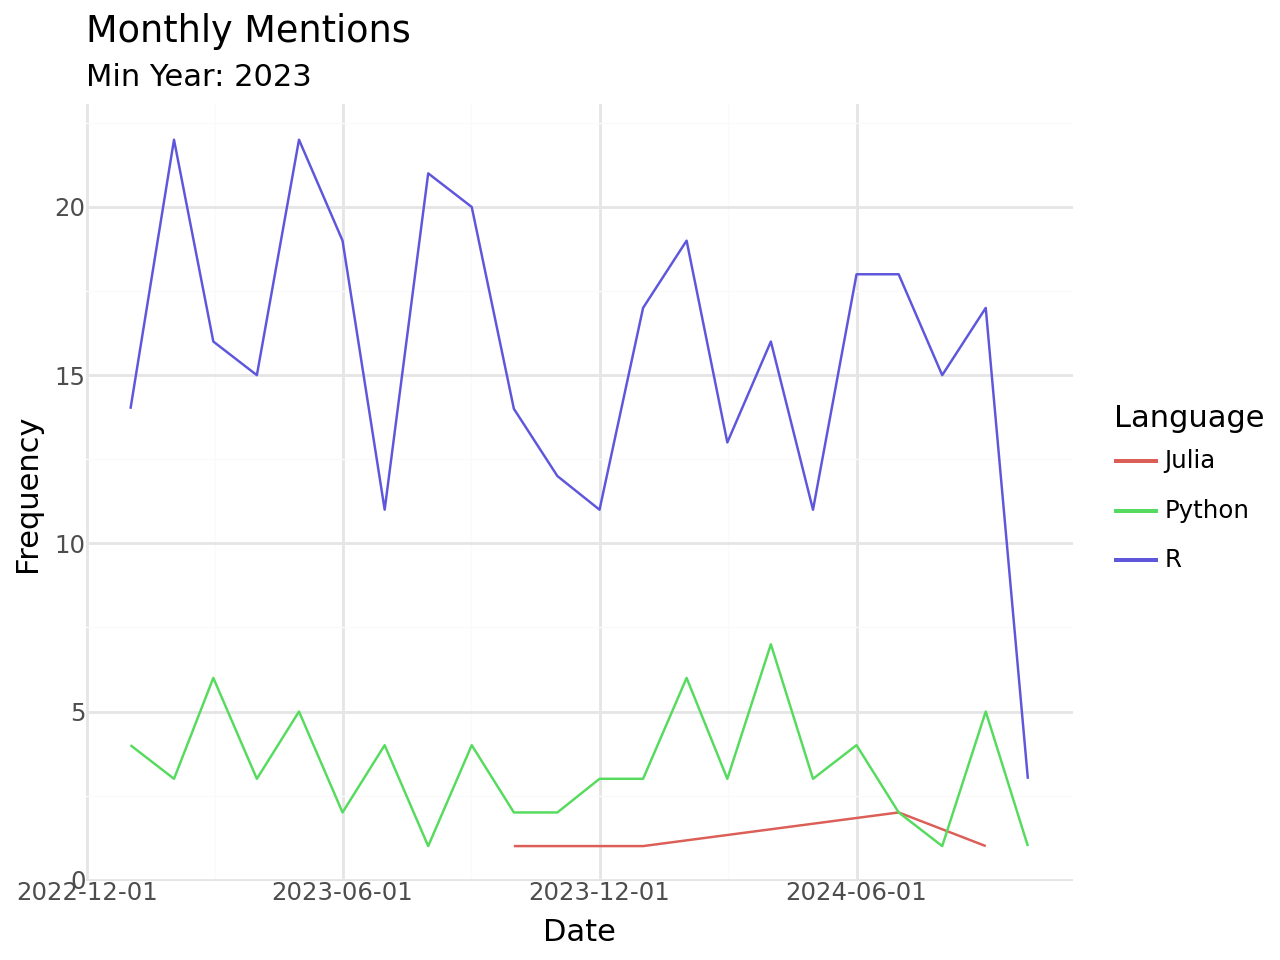 Monthly Mentions
Min Year: 2023
20
15
10
5
0
Frequency
2022-12-01
2023-06-01
2023-12-01
2024-06-01
Date
Language
Julia
Python
R